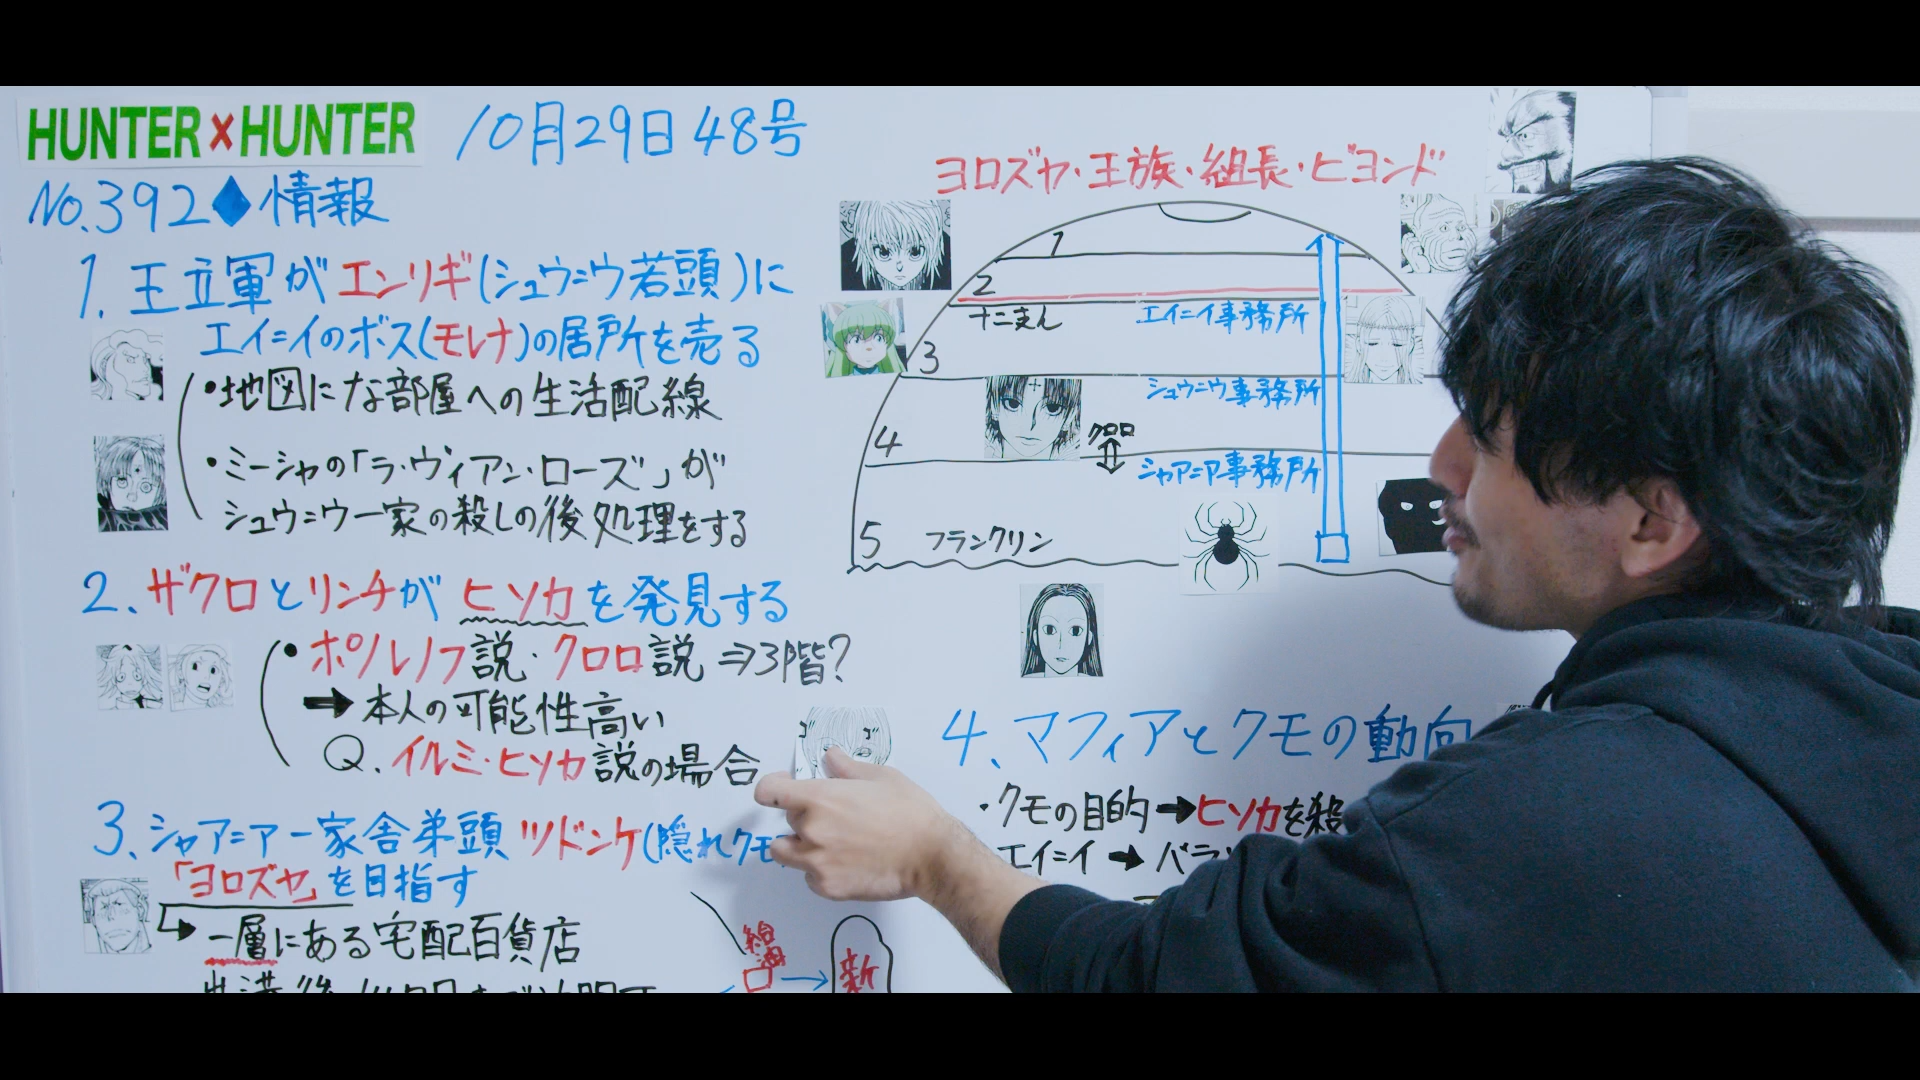 HUNTER×HUNTER 10月29日48号
No.392◆情報
1.王立軍がエンリギ(シュウ=ウ若頭)に
エイ=イのボス(モレナ)の居所を売る
・地図にな部屋への生活配線
・ミーシャの「ラ・ヴィアン・ローズ」が
シュウ=ウ一家の殺しの後処理をする
2、ザクロとリンチがヒソカを発見する
・ボノレノフ説・クロロ説⇒3階?
➡本人の可能性高い
Q.イルミ・ヒソカ説の場合
3、シャア=ア一家舎弟頭ツドンケ(隠れクモ
「ヨロズヤ」を目指す
一層にある宅配百貨店
給油
新
ヨロズヤ・王族・組長・ビヨンド
1
2
十二支ん エイ=イ事務所
3
シュウ=ウ事務所
4 クロロ
シャア=ア事務所
5 フランクリン
4、マフィアとクモの動向
・クモの目的➡ヒソカを殺
エイ=イ➡バラ